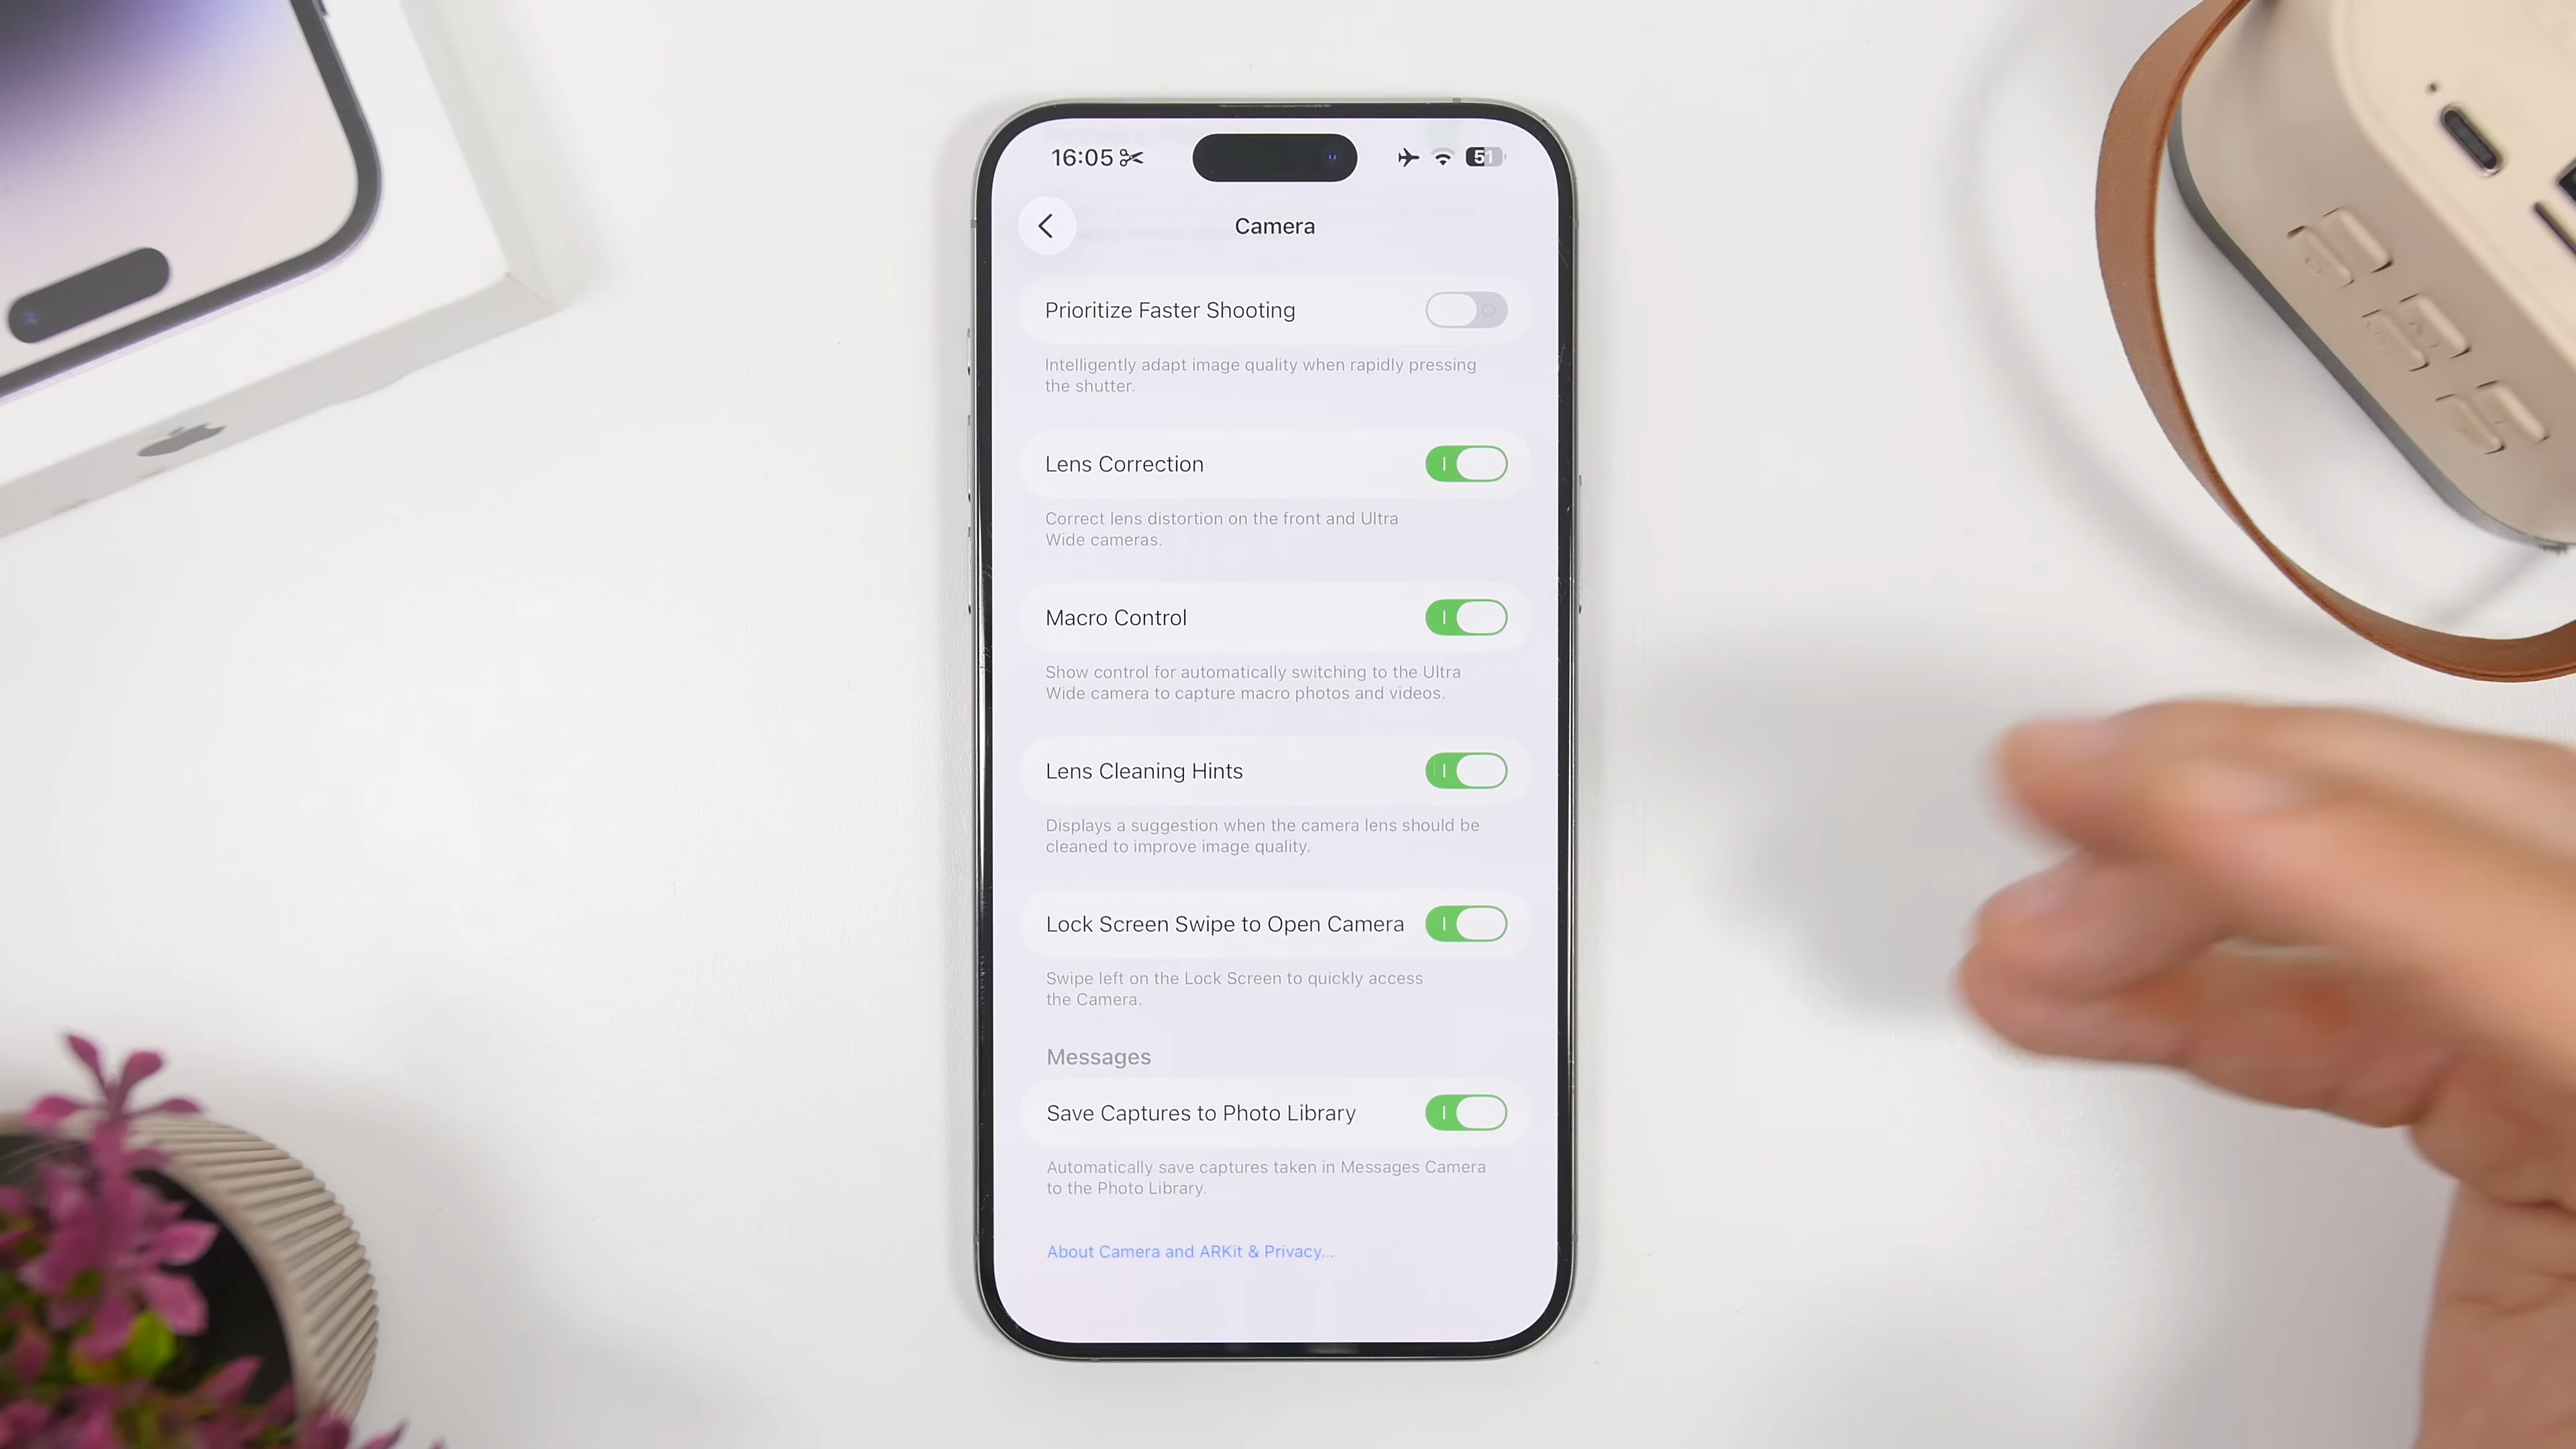 16:05
51
Camera
Prioritize Faster Shooting
Intelligently adapt image quality when rapidly pressing
the shutter.
Lens Correction
Correct lens distortion on the front and Ultra
Wide cameras.
Macro Control
Show control for automatically switching to the Ultra
Wide camera to capture macro photos and videos.
Lens Cleaning Hints
Displays a suggestion when the camera lens should be
cleaned to improve image quality.
Lock Screen Swipe to Open Camera
Swipe left on the Lock Screen to quickly access
the Camera.
Messages
Save Captures to Photo Library
Automatically save captures taken in Messages Camera
to the Photo Library.
About Camera and ARKit & Privacy...